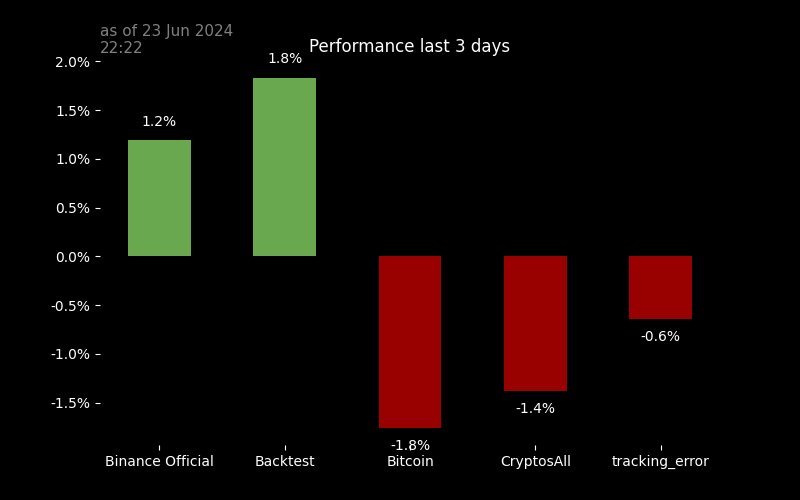 as of 23 Jun 2024
22:22
Performance last 3 days
2.0%
1.5%
1.0%
0.5%
0.0%
-0.5%
-1.0%
-1.5%
1.2%
1.8%
-1.8%
-1.4%
-0.6%
Binance Official
Backtest
Bitcoin
CryptosAll
tracking_error